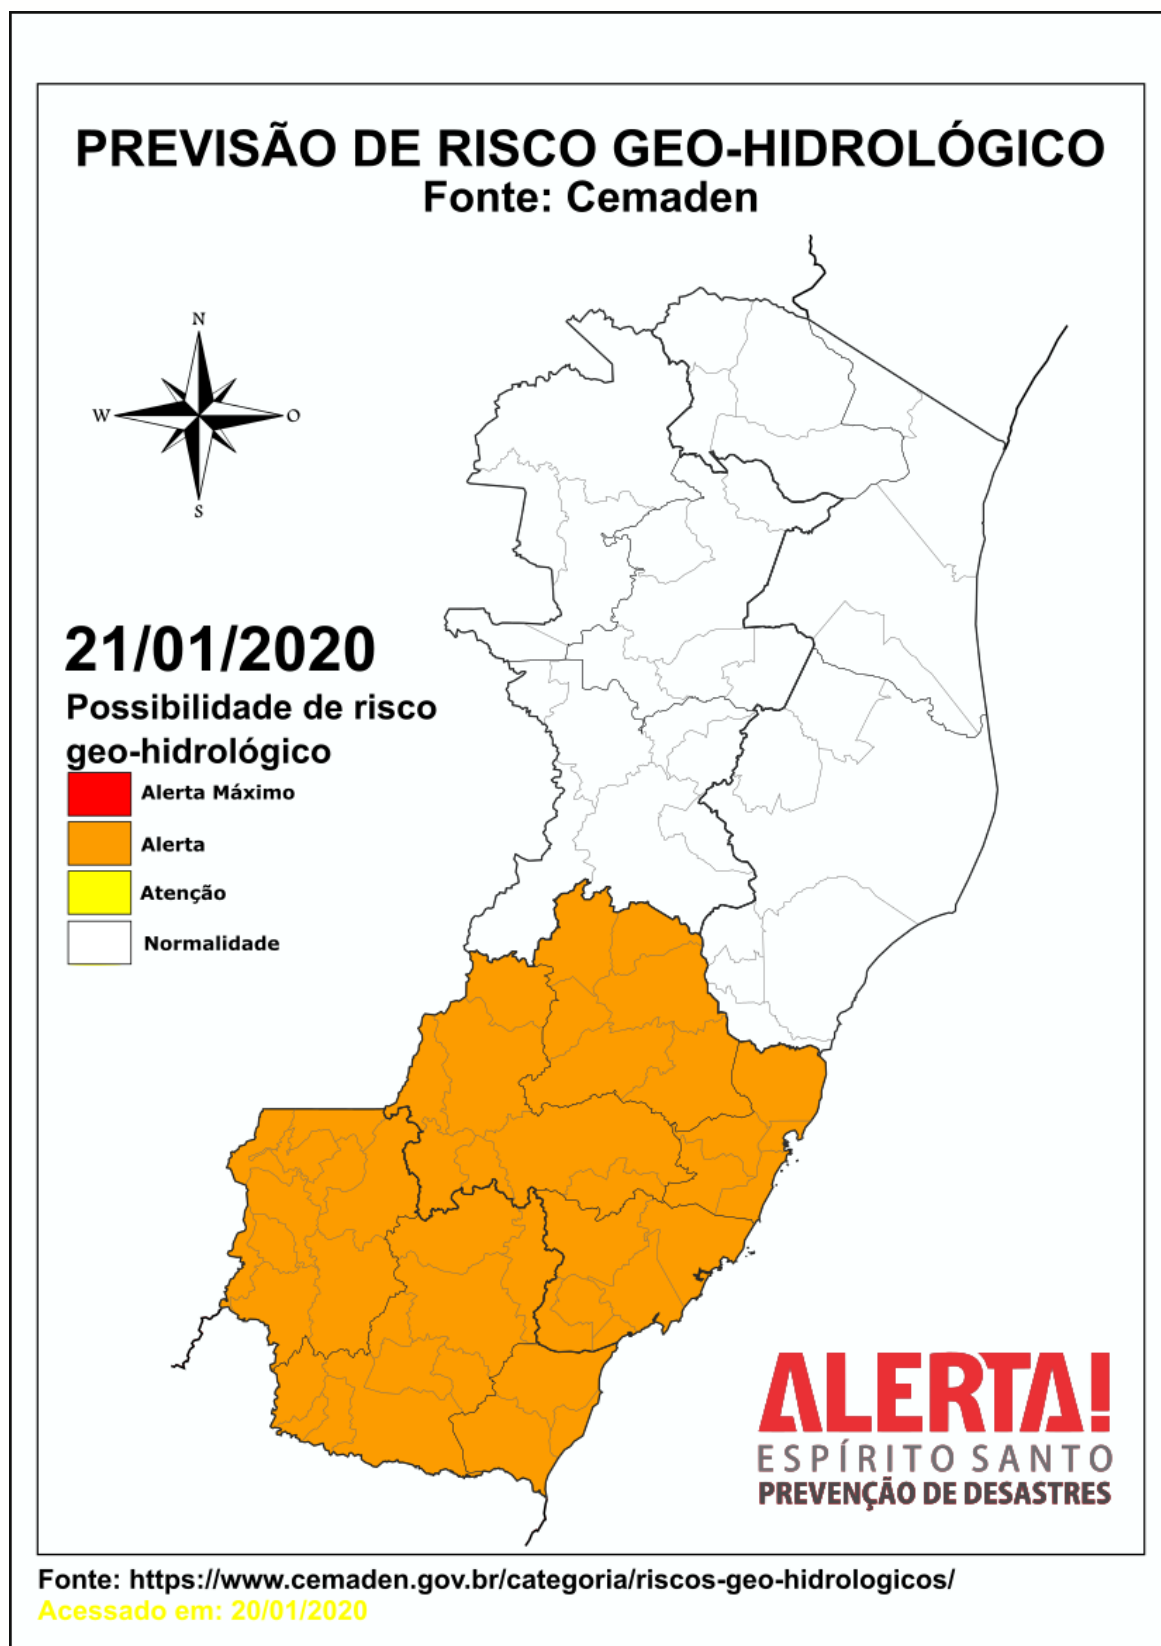 PREVISÃO DE RISCO GEO-HIDROLÓGICO
Fonte: Cemaden
N
W
O
S
21/01/2020
Possibilidade de risco
geo-hidrológico
Alerta Máximo
Alerta
Atenção
Normalidade
ALERTA!
ESPÍRITO SANTO
PREVENÇÃO DE DESASTRES
Fonte: https://www.cemaden.gov.br/categoria/riscos-geo-hidrologicos/
Acessado em: 20/01/2020